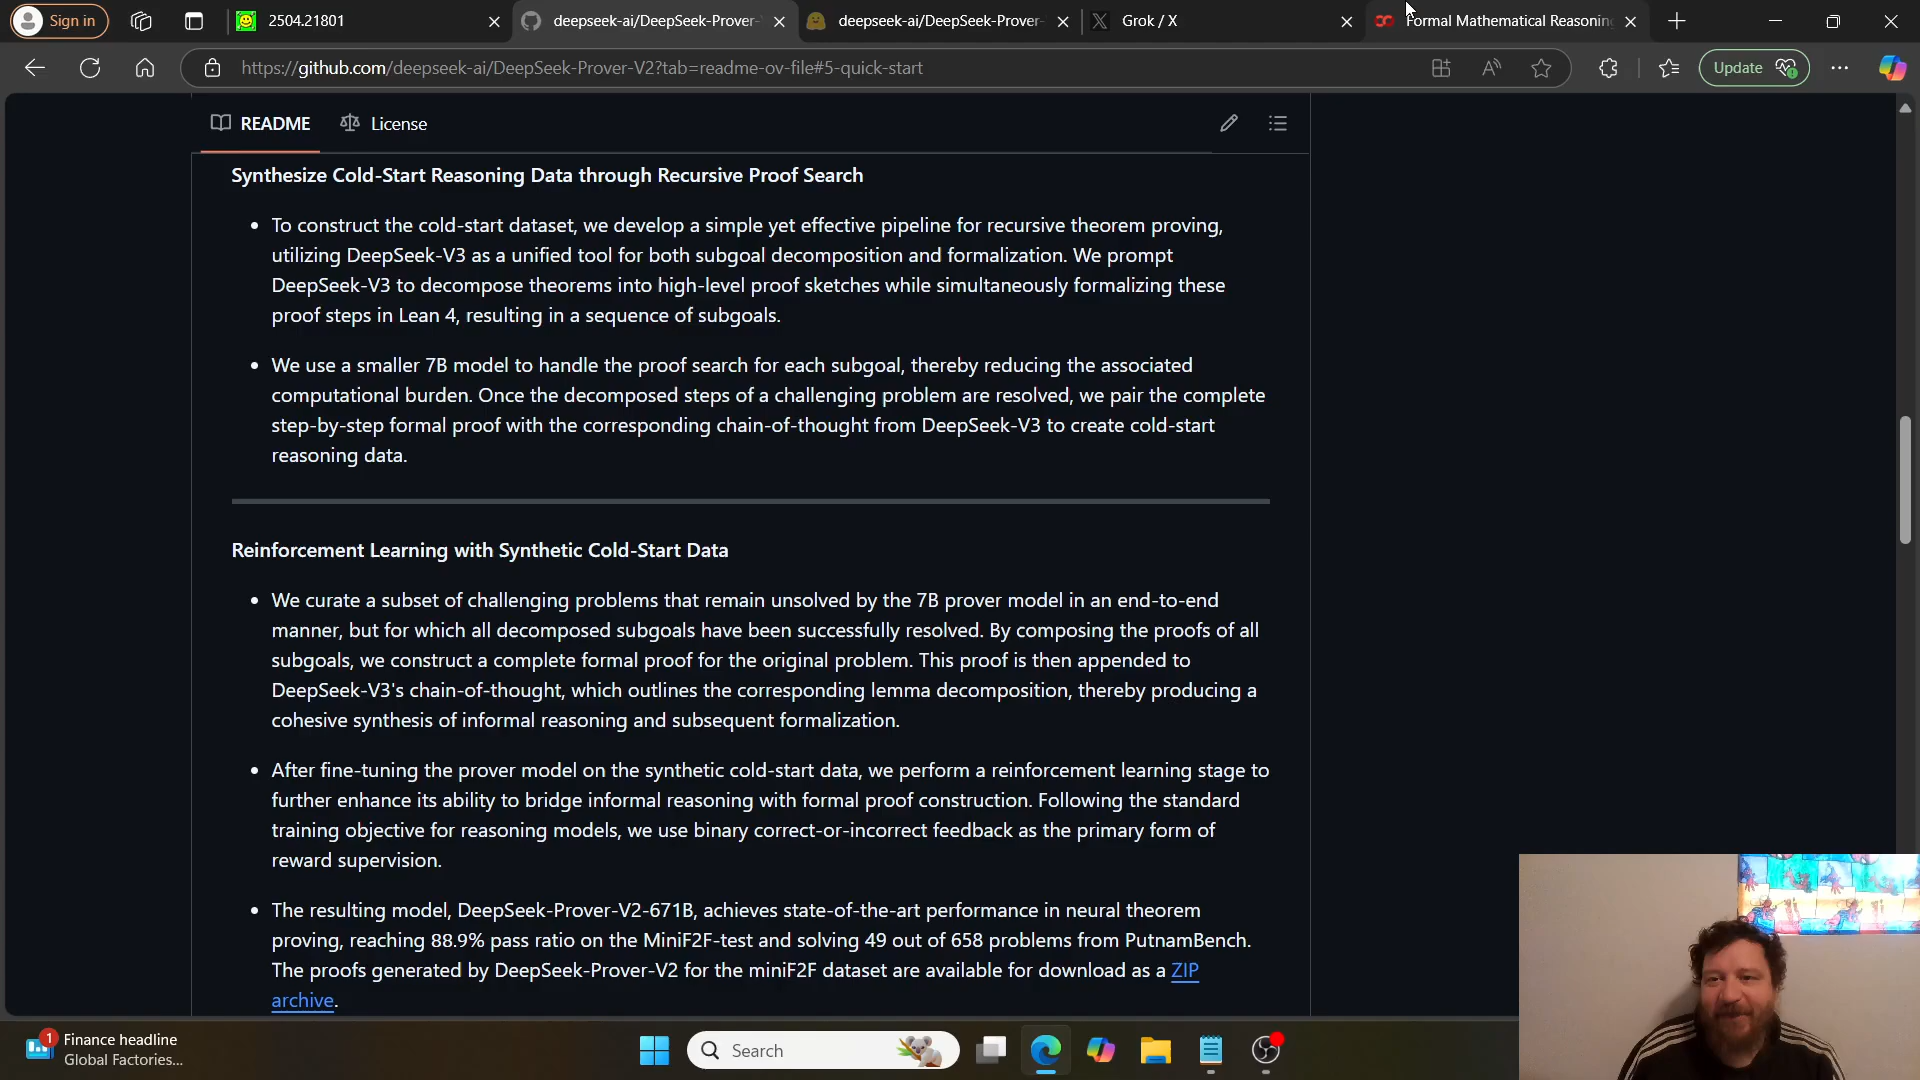 Sign in
2504.21801
deepseek-ai/DeepSeek-Prover-
deepseek-ai/DeepSeek-Prover-
Grok / X
Formal Mathematical Reasoning
https://github.com/deepseek-ai/DeepSeek-Prover-V2?tab=readme-ov-file#5-quick-start
Update
README
License
Synthesize Cold-Start Reasoning Data through Recursive Proof Search
• To construct the cold-start dataset, we develop a simple yet effective pipeline for recursive theorem proving,
utilizing DeepSeek-V3 as a unified tool for both subgoal decomposition and formalization. We prompt
DeepSeek-V3 to decompose theorems into high-level proof sketches while simultaneously formalizing these
proof steps in Lean 4, resulting in a sequence of subgoals.
• We use a smaller 7B model to handle the proof search for each subgoal, thereby reducing the associated
computational burden. Once the decomposed steps of a challenging problem are resolved, we pair the complete
step-by-step formal proof with the corresponding chain-of-thought from DeepSeek-V3 to create cold-start
reasoning data.
Reinforcement Learning with Synthetic Cold-Start Data
• We curate a subset of challenging problems that remain unsolved by the 7B prover model in an end-to-end
manner, but for which all decomposed subgoals have been successfully resolved. By composing the proofs of all
subgoals, we construct a complete formal proof for the original problem. This proof is then appended to
DeepSeek-V3's chain-of-thought, which outlines the corresponding lemma decomposition, thereby producing a
cohesive synthesis of informal reasoning and subsequent formalization.
• After fine-tuning the prover model on the synthetic cold-start data, we perform a reinforcement learning stage to
further enhance its ability to bridge informal reasoning with formal proof construction. Following the standard
training objective for reasoning models, we use binary correct-or-incorrect feedback as the primary form of
reward supervision.
• The resulting model, DeepSeek-Prover-V2-671B, achieves state-of-the-art performance in neural theorem
proving, reaching 88.9% pass ratio on the MiniF2F-test and solving 49 out of 658 problems from PutnamBench.
The proofs generated by DeepSeek-Prover-V2 for the miniF2F dataset are available for download as a ZIP
archive.
1
Finance headline
Global Factories...
Search